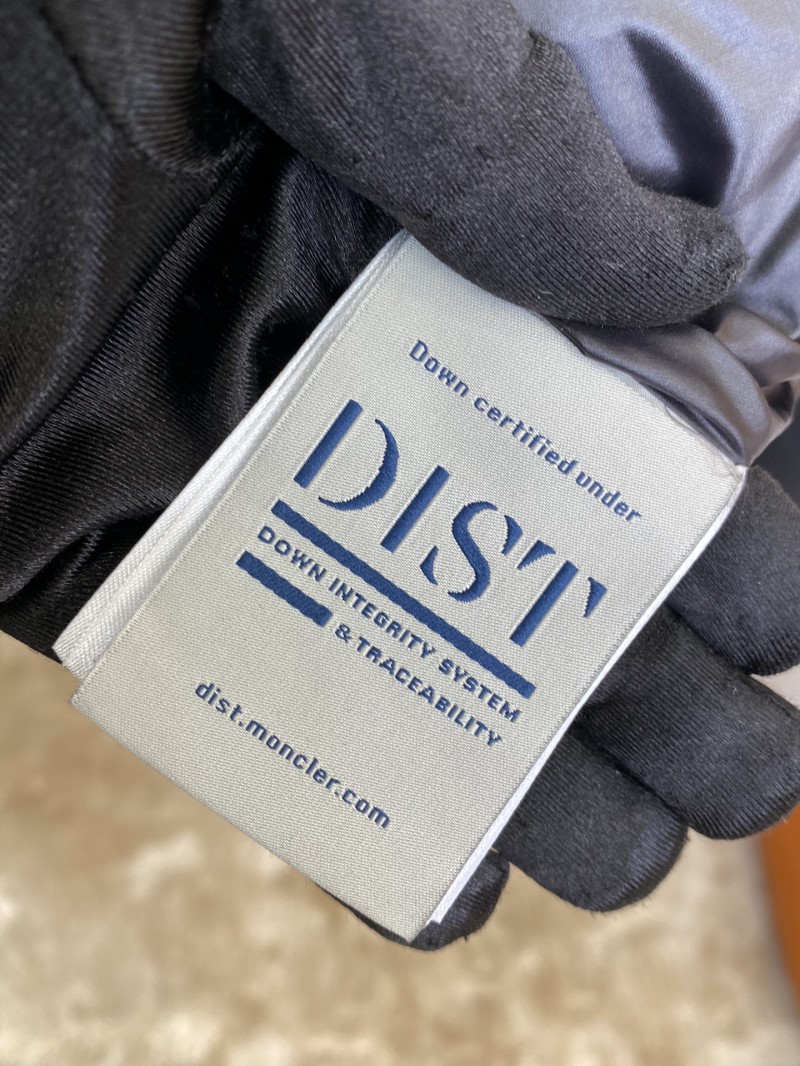 Down certified under
DIST
DOWN INTEGRITY SYSTEM
& TRACEABILITY
dist.moncler.com